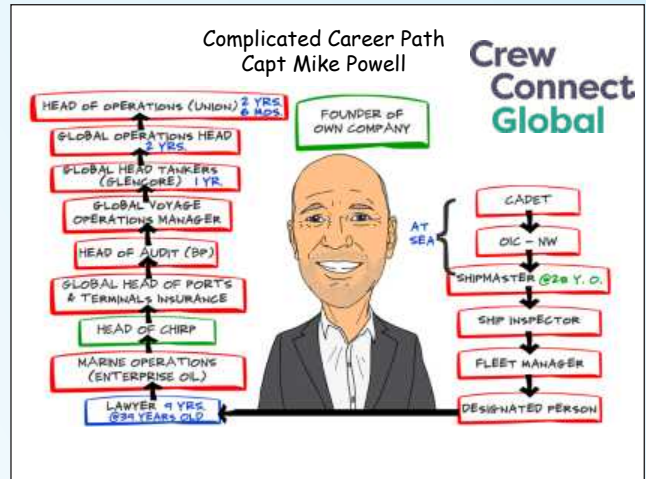 Complicated Career Path
Capt Mike Powell
Crew
Connect
Global
HEAD OF OPERATIONS (UNION) 2 YRS.
6 MOS.
GLOBAL OPERATIONS HEAD
2 YRS.
GLOBAL HEAD TANKERS
(GLENCORE) 1 YR.
GLOBAL VOYAGE
OPERATIONS MANAGER
HEAD OF AUDIT (BP)
GLOBAL HEAD OF PORTS
& TERMINALS INSURANCE
HEAD OF CHIRP
MARINE OPERATIONS
(ENTERPRISE OIL)
LAWYER 9 YRS.
@39 YEARS OLD
FOUNDER OF
OWN COMPANY
AT
SEA
CADET
OIC - NW
SHIPMASTER @28 Y. O.
SHIP INSPECTOR
FLEET MANAGER
DESIGNATED PERSON